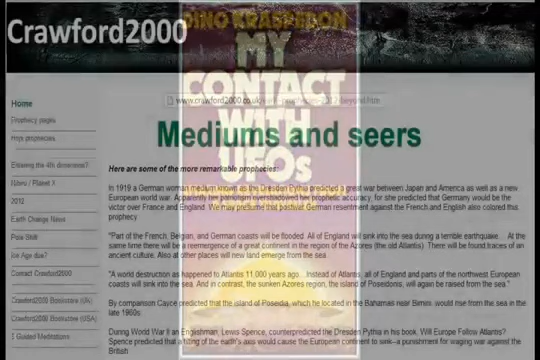 Crawford2000
DINO KRASPEDON
MY
CONTACT
WITH
UFOs
Home
Prophecy pages
Entering the 4th dimension?
Nibiru / Planet X
2012
Earth Change News
Pole Shift
Ice Age due?
Contact Crawford2000
Crawford2000 Bookstore (UK)
Crawford2000 Bookstore (USA)
Guided Meditations
Mediums and seers
Here are some of the more remarkable prophecies:
In 1919 a German woman medium known as the Dresden Pythia predicted a great war between Japan and America as well as a new
European world war. Apparently her patriotism overshadowed her prophetic accuracy, for she predicted that Germany would be the
victor over France and England. We may presume that postwar German resentment against the French and English also colored this
prophecy
"Part of the French, Belgian, and German coasts will be flooded. All of England will sink into the sea during a terrible earthquake... At the
same time there will be a reemergence of a great continent in the region of the Azores (the old Atlantis). There will be found traces of an
ancient culture. Also at other places will new land emerge from the sea.
"A world destruction as happened to Atlantis 11,000 years ago... Instead of Atlantis, all of England and parts of the northwest European
coasts will sink into the sea. And in contrast, the sunken Azores region, the island of Poseidonis, will again be raised from the sea."
By comparison Cayce predicted that the island of Poseidia, which he located in the Bahamas near Bimini, would rise from the sea in the
late 1960s.
During World War II an Englishman, Lewis Spence, counterpredicted the Dresden Pythia in his book, Will Europe Follow Atlantis?
Spence predicted that a tilting of the earth's axis would cause the European continent to sink--a punishment for waging war against the
British